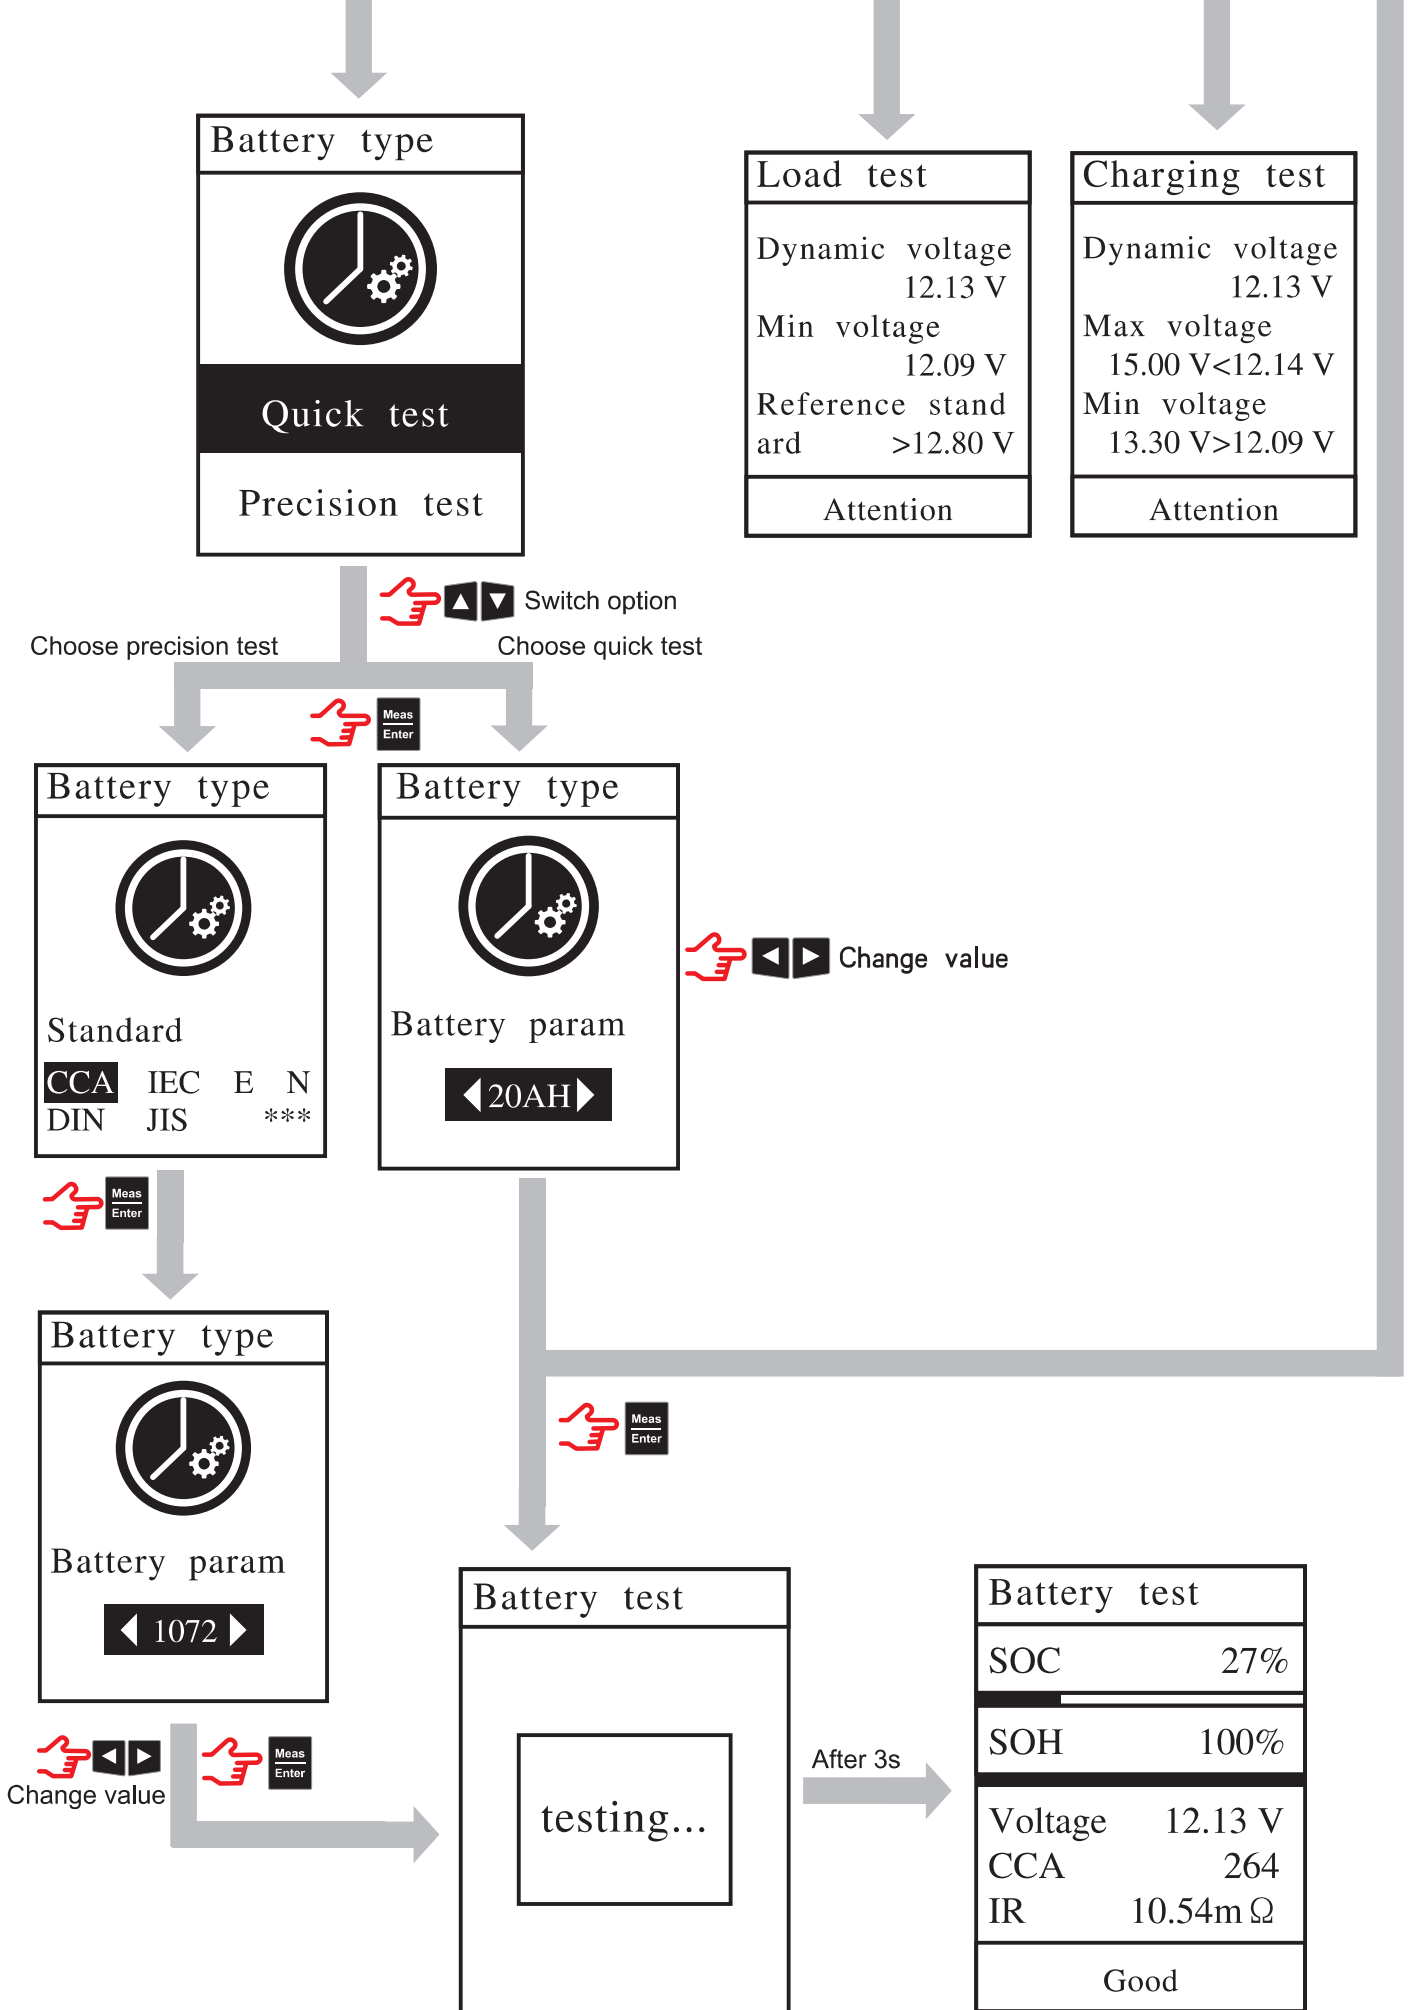 Battery type
Quick test
Precision test
Load test
Dynamic voltage
12.13 V
Min voltage
12.09 V
Reference stand
ard >12.80 V
Attention
Charging test
Dynamic voltage
12.13 V
Max voltage
15.00 V<12.14 V
Min voltage
13.30 V>12.09 V
Attention
Switch option
Choose precision test
Choose quick test
Meas
Enter
Battery type
Standard
CCA IEC E N
DIN JIS ***
Battery type
Battery param
20AH
Change value
Meas
Enter
Battery type
Battery param
1072
Meas
Enter
Change value
Meas
Enter
Battery test
testing...
After 3s
Battery test
SOC 27%
SOH 100%
Voltage 12.13 V
CCA 264
IR 10.54mΩ
Good